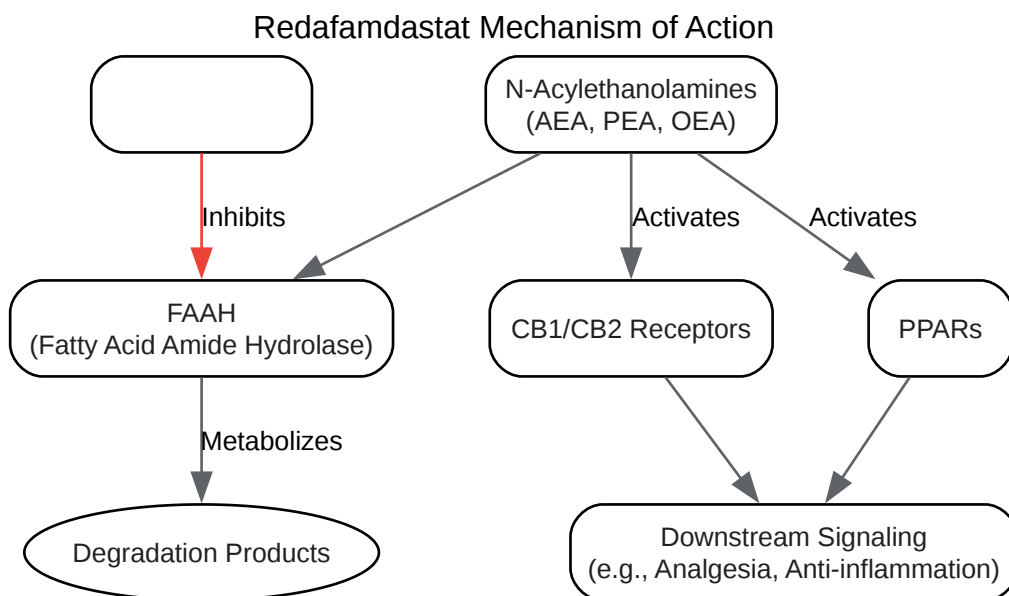 Redafamdastat Mechanism of Action
N-Acylethanolamines
(AEA, PEA, OEA)
Inhibits
Activates
Activates
FAAH
(Fatty Acid Amide Hydrolase)
CB1/CB2 Receptors
PPARs
Metabolizes
Degradation Products
Downstream Signaling
(e.g., Analgesia, Anti-inflammation)